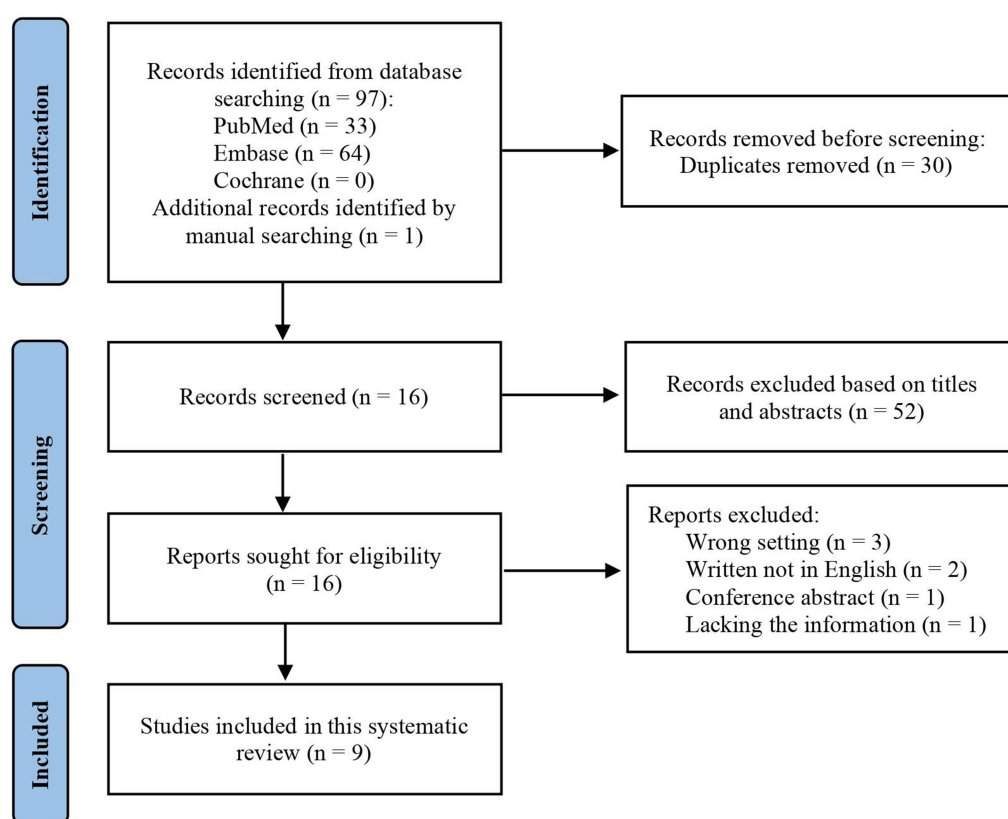 Identification
Records identified from database
searching (n = 97):
PubMed (n = 33)
Embase (n = 64)
Cochrane (n = 0)
Additional records identified by
manual searching (n = 1)
Records removed before screening:
Duplicates removed (n = 30)
Screening
Records screened (n = 16)
Records excluded based on titles
and abstracts (n = 52)
Reports sought for eligibility
(n = 16)
Reports excluded:
Wrong setting (n = 3)
Written not in English (n = 2)
Conference abstract (n = 1)
Lacking the information (n = 1)
Included
Studies included in this systematic
review (n = 9)